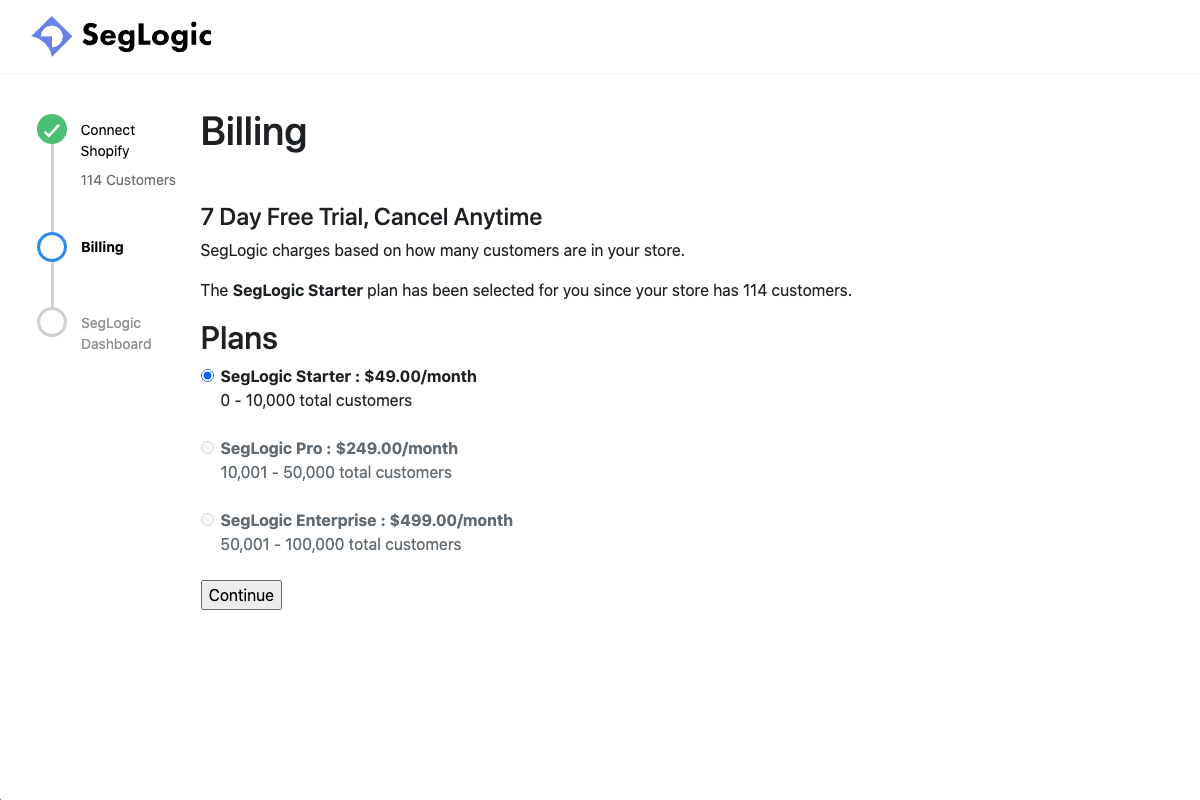 SegLogic
Connect
Shopify
114 Customers
Billing
SegLogic
Dashboard
Billing
7 Day Free Trial, Cancel Anytime
SegLogic charges based on how many customers are in your store.
The SegLogic Starter plan has been selected for you since your store has 114 customers.
Plans
SegLogic Starter : $49.00/month
0 - 10,000 total customers
SegLogic Pro : $249.00/month
10,001 - 50,000 total customers
SegLogic Enterprise : $499.00/month
50,001 - 100,000 total customers
Continue